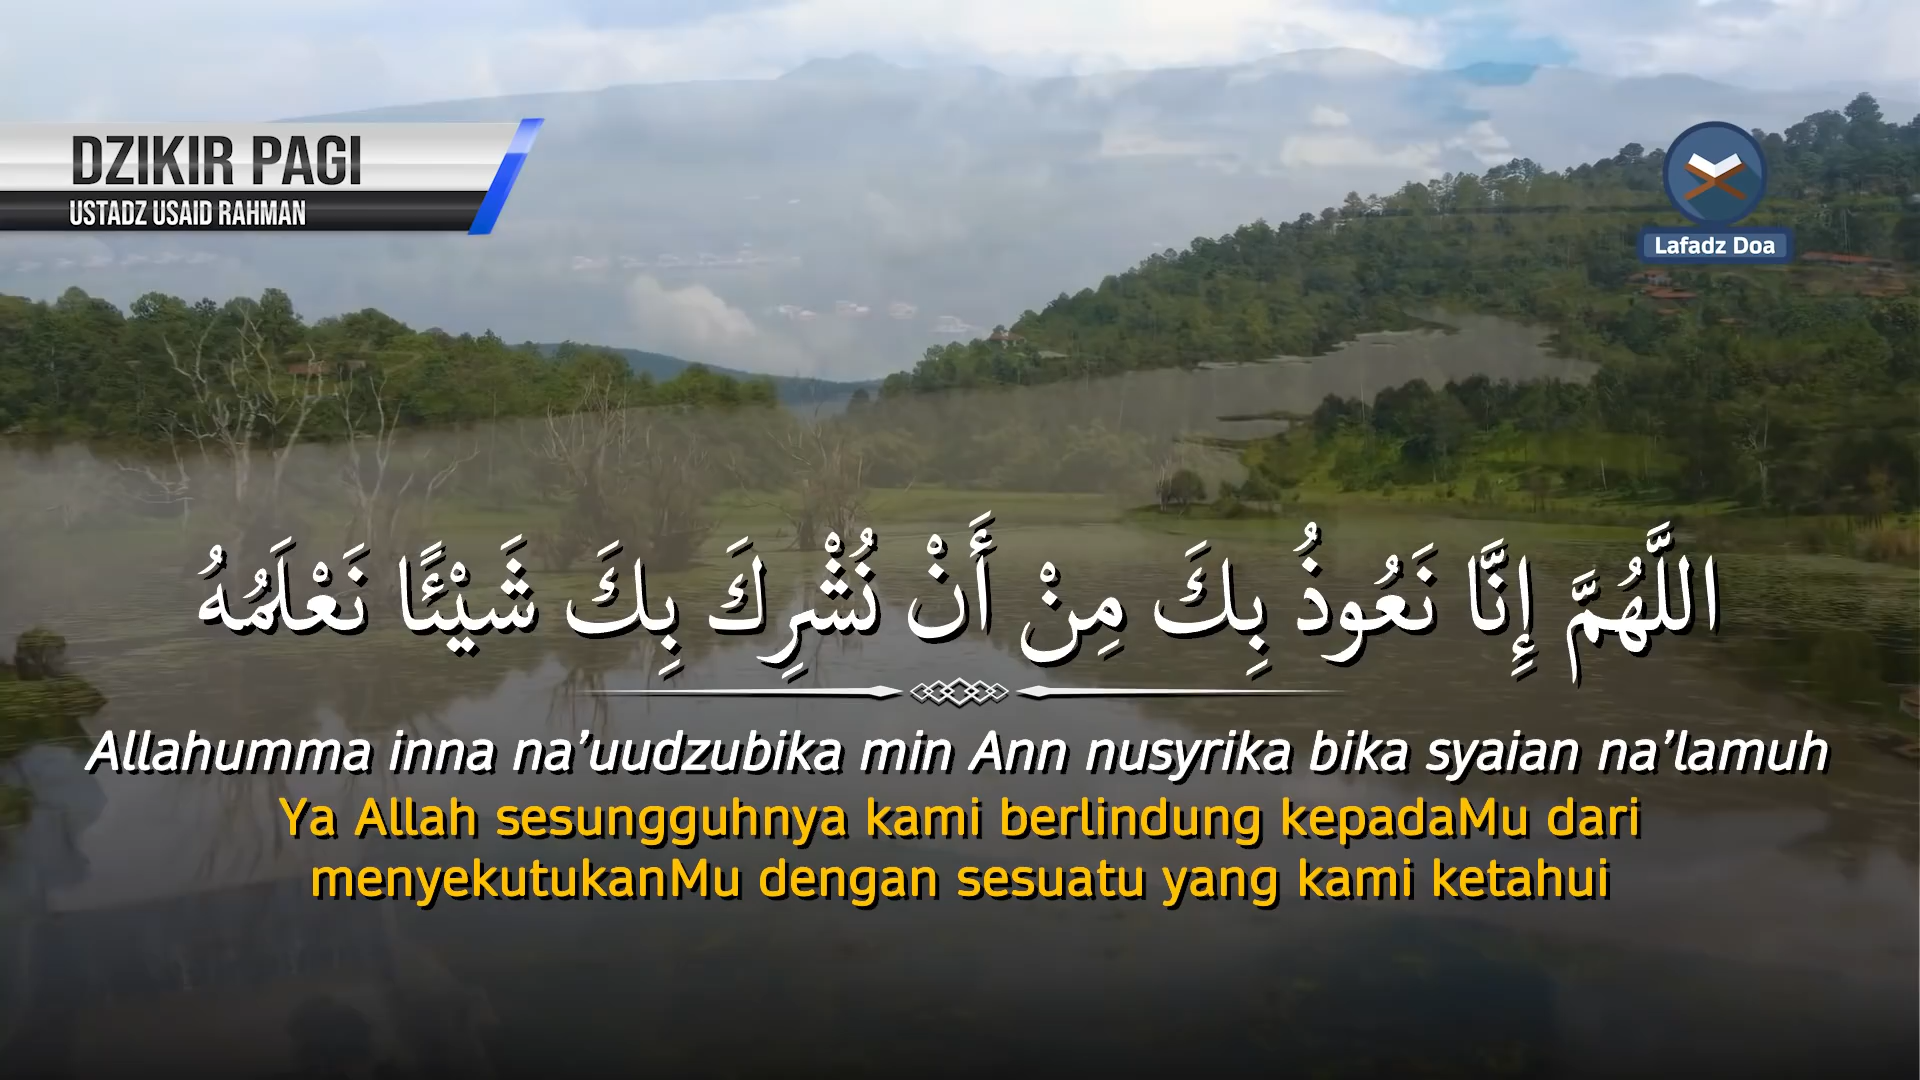 DZIKIR PAGI
USTADZ USAID RAHMAN
Lafadz Doa
اللَّهُمَّ إِنَّا نَعُوذُ بِكَ مِنْ أَنْ نُشْرِكَ بِكَ شَيْئًا نَعْلَمُهُ
Allahumma inna na’uudzubika min Ann nusyrika bika syaian na’lamuh
Ya Allah sesungguhnya kami berlindung kepadaMu dari
menyekutukanMu dengan sesuatu yang kami ketahui